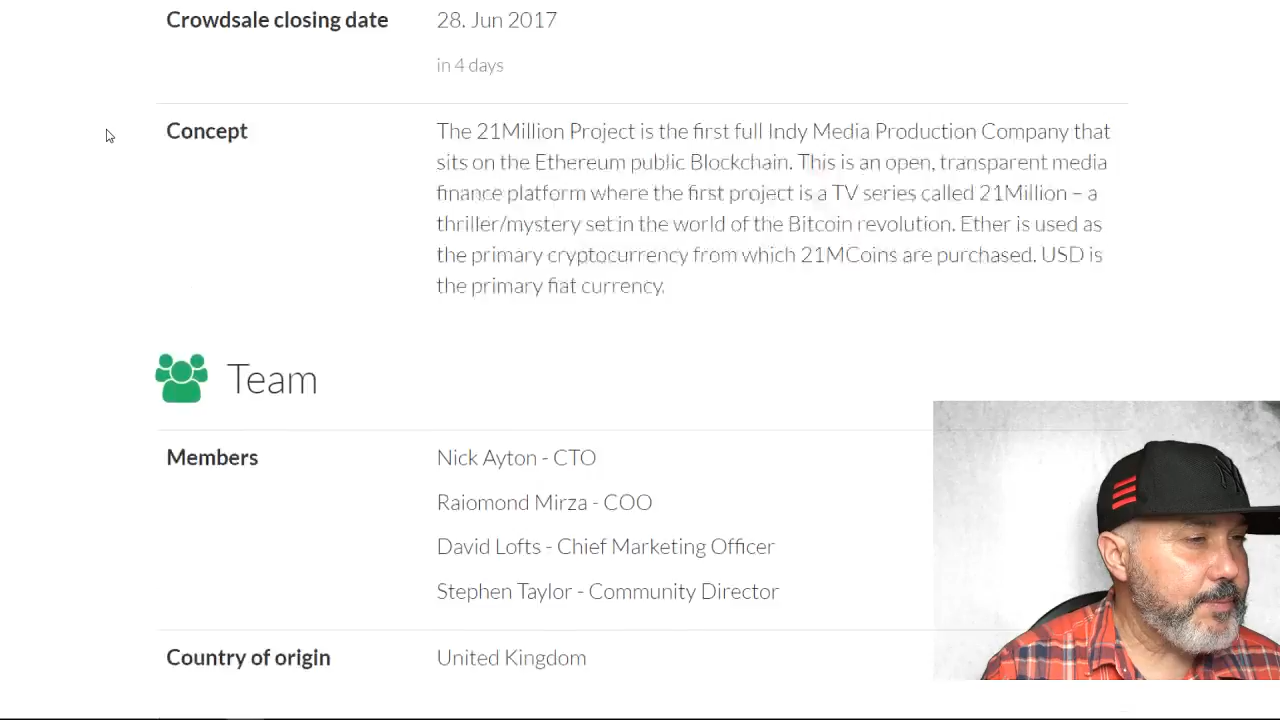 Crowdsale closing date
28. Jun 2017
in 4 days
Concept
The 21Million Project is the first full Indy Media Production Company that
sits on the Ethereum public Blockchain. This is an open, transparent media
finance platform where the first project is a TV series called 21Million – a
thriller/mystery set in the world of the Bitcoin revolution. Ether is used as
the primary cryptocurrency from which 21MCoins are purchased. USD is
the primary fiat currency.
Team
Members
Nick Ayton - CTO
Raiomond Mirza - COO
David Lofts - Chief Marketing Officer
Stephen Taylor - Community Director
Country of origin
United Kingdom